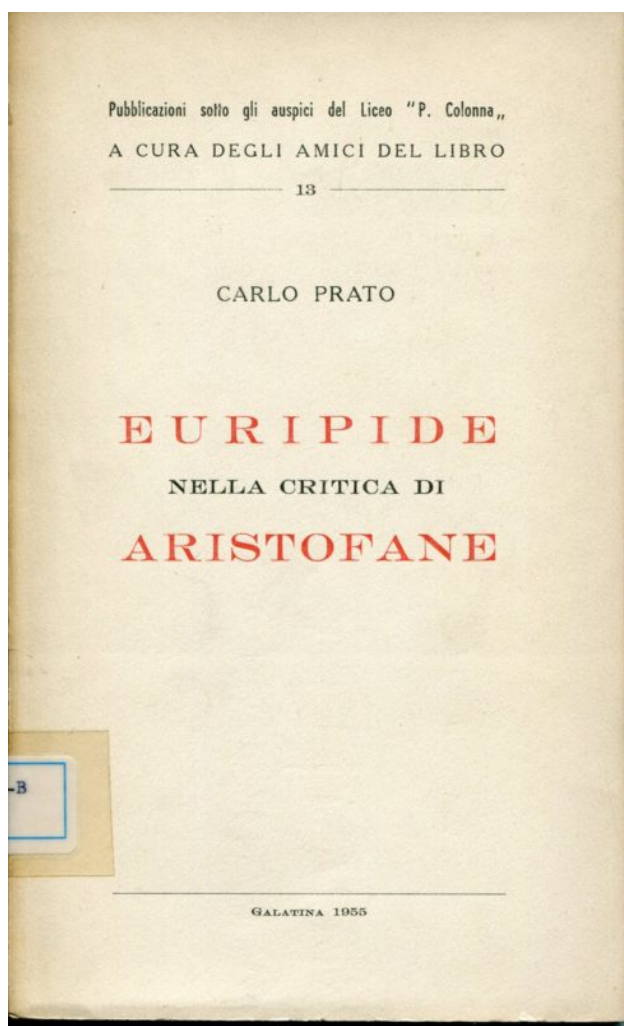 Pubblicazioni sotto gli auspici del Liceo "P. Colonna„
A CURA DEGLI AMICI DEL LIBRO
13
CARLO PRATO
EURIPIDE
NELLA CRITICA DI
ARISTOFANE
-B
GALATINA 1955